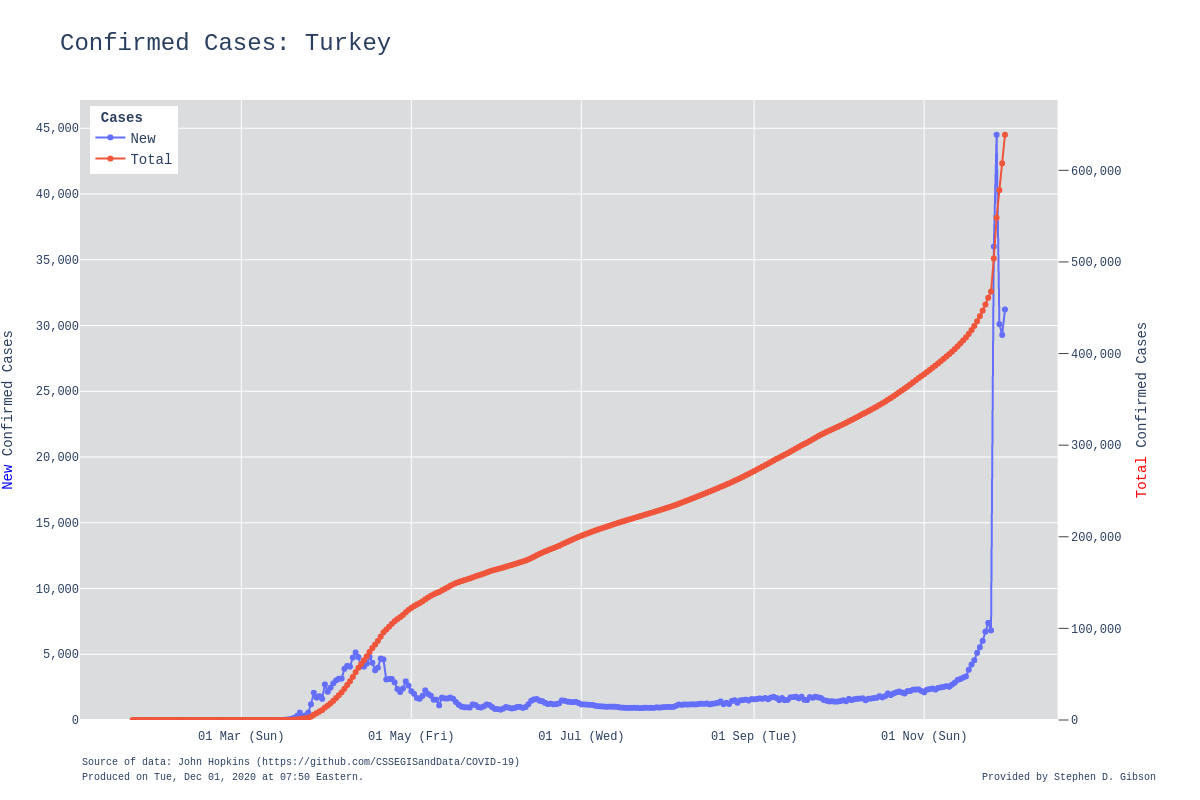 Confirmed Cases: Turkey
Cases
New
Total
45,000
40,000
35,000
30,000
25,000
20,000
15,000
10,000
5,000
0
New Confirmed Cases
600,000
500,000
400,000
300,000
200,000
100,000
0
Total Confirmed Cases
01 Mar (Sun)
01 May (Fri)
01 Jul (Wed)
01 Sep (Tue)
01 Nov (Sun)
Source of data: John Hopkins (https://github.com/CSSEGISandData/COVID-19)
Produced on Tue, Dec 01, 2020 at 07:50 Eastern.
Provided by Stephen D. Gibson